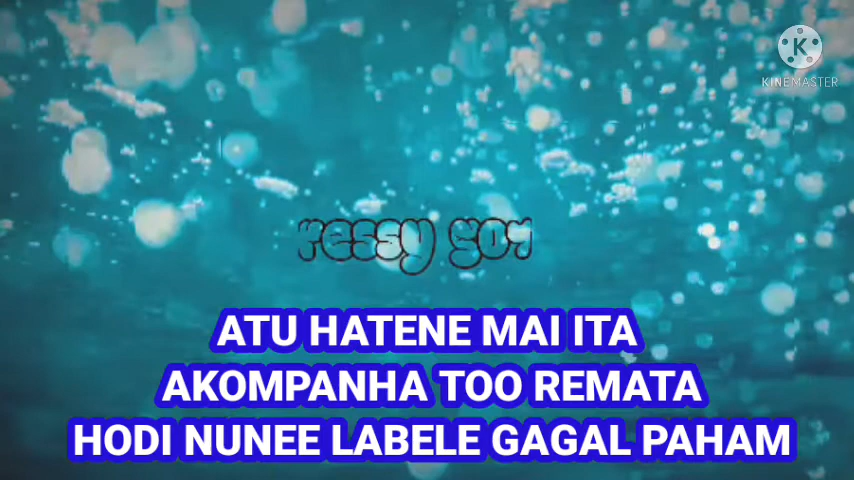 KINEMASTER
ressy goy
ATU HATENE MAI ITA
AKOMPANHA TOO REMATA
HODI NUNEE LABELE GAGAL PAHAM